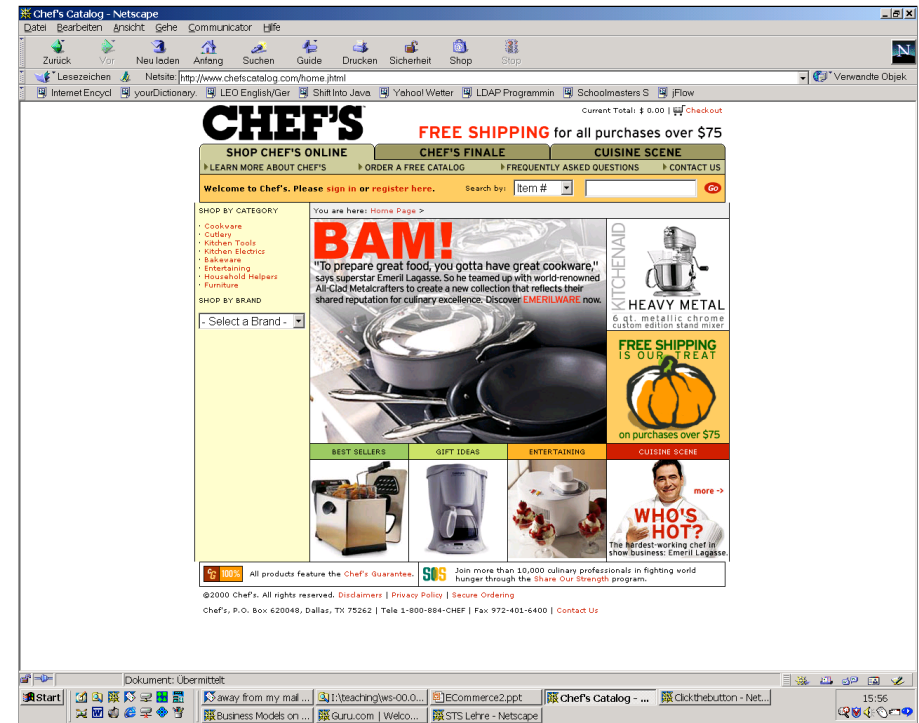 Chef's Catalog - Netscape
Datei Bearbeiten Ansicht Gehe Communicator Hilfe
Zurück Vor Neu laden Anfang Suchen Guide Drucken Sicherheit Shop Stop
Lesezeichen Netsite: http://www.chefscatalog.com/home.jhtml Verwandte Objek
Internet Encycl yourDictionary. LEO English/Ger Shift Into Java Yahoo! Wetter LDAP Programmin Schoolmasters S jFlow
CHEF'S
Current Total: $ 0.00 | Checkout
FREE SHIPPING for all purchases over $75
SHOP CHEF'S ONLINE CHEF'S FINALE CUISINE SCENE
LEARN MORE ABOUT CHEF'S ORDER A FREE CATALOG FREQUENTLY ASKED QUESTIONS CONTACT US
Welcome to Chef's. Please sign in or register here. Search by: Item # Go
SHOP BY CATEGORY
· Cookware
· Cutlery
· Kitchen Tools
· Kitchen Electrics
· Bakeware
· Entertaining
· Household Helpers
· Furniture
SHOP BY BRAND
- Select a Brand -
You are here: Home Page >
BAM!
"To prepare great food, you gotta have great cookware,"
says superstar Emeril Lagasse. So he teamed up with world-renowned
All-Clad Metalcrafters to create a new collection that reflects their
shared reputation for culinary excellence. Discover EMERILWARE now.
KITCHENAID
HEAVY METAL
6 qt. metallic chrome
custom edition stand mixer
FREE SHIPPING
IS OUR TREAT
on purchases over $75
BEST SELLERS GIFT IDEAS ENTERTAINING CUISINE SCENE
more ->
WHO'S
HOT?
The hardest-working chef in
show business: Emeril Lagasse.
100% All products feature the Chef's Guarantee.
SOS Join more than 10,000 culinary professionals in fighting world
hunger through the Share Our Strength program.
©2000 Chef's. All rights reserved. Disclaimers | Privacy Policy | Secure Ordering
Chef's, P.O. Box 620048, Dallas, TX 75262 | Tele 1-800-884-CHEF | Fax 972-401-6400 | Contact Us
Dokument: Übermittelt
Start away from my mail ... I:\teaching\ws-00.0... ECommerce2.ppt Chef's Catalog - ... Clickthebutton - Net... 15:56
Business Models on ... Guru.com | Welco... STS Lehre - Netscape